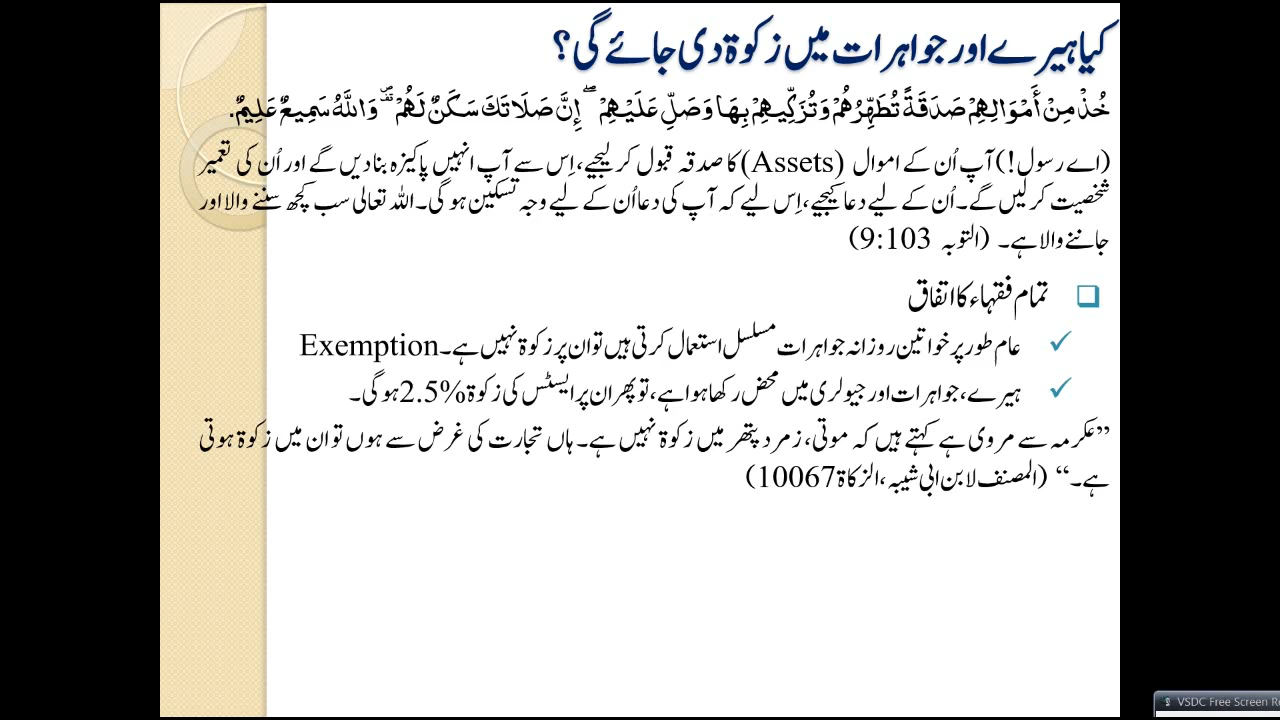 کیا ہیرے اور جواہرات میں زکوۃ دی جائے گی؟
خُذْ مِنْ أَمْوَالِهِمْ صَدَقَةً تُطَهِّرُهُمْ وَتُزَكِّيهِمْ بِهَا وَصَلِّ عَلَيْهِمْ ۖ إِنَّ صَلَاتَكَ سَكَنٌ لَهُمْ ۗ وَاللَّهُ سَمِيعٌ عَلِيمٌ.
(اے رسول!) آپ اُن کے اموال (Assets) کا صدقہ قبول کر لیجیے، اِس سے آپ انہیں پاکیزہ بنا دیں گے اور اُن کی تعمیر
شخصیت کر لیں گے۔ اُن کے لیے دعا کیجیے، اِس لیے کہ آپ کی دعا اُن کے لیے وجہ تسکین ہو گی۔ اللہ تعالی سب کچھ سننے والا اور
جاننے والا ہے۔ (التوبہ 9:103)
❑ تمام فقہاء کا اتفاق
✓ عام طور پر خواتین روزانہ جواہرات مسلسل استعمال کرتی ہیں تو ان پر زکوۃ نہیں ہے۔ Exemption
✓ ہیرے، جواہرات اور جیولری میں محض رکھا ہوا ہے، تو پھر ان پر ایسٹس کی زکوۃ 2.5% ہو گی۔
”عکرمہ سے مروی ہے کہتے ہیں کہ موتی، زمرد پتھر میں زکوۃ نہیں ہے۔ ہاں تجارت کی غرض سے ہوں تو ان میں زکوۃ ہوتی
ہے۔“ (المصنف لابن ابی شیبہ، الزکاۃ 10067)
VSDC Free Screen R